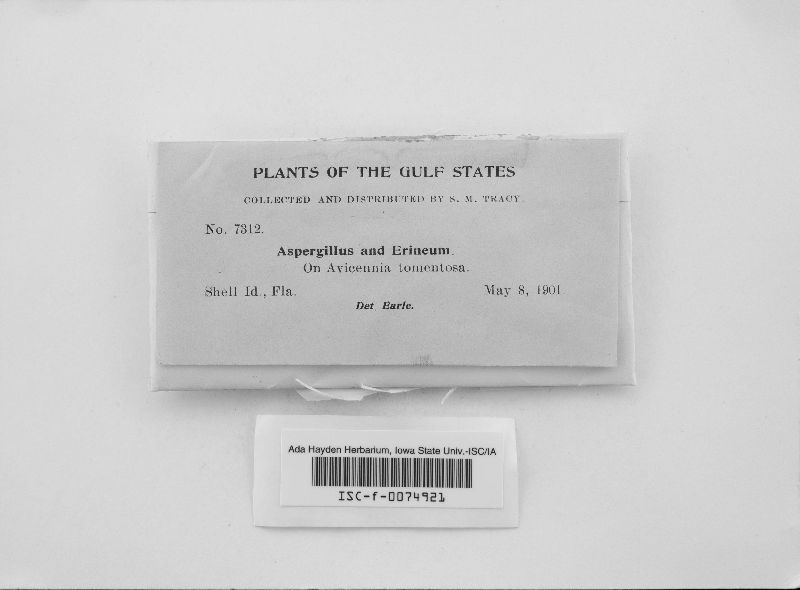 PLANTS OF THE GULF STATES
COLLECTED AND DISTRIBUTED BY S. M. TRACY.
No. 7312.
Aspergillus and Erineum.
On Avicennia tomentosa.
Shell Id., Fla. May 8, 1901
Det Earle.
Ada Hayden Herbarium, Iowa State Univ.-ISC/IA
ISC-f-0074921